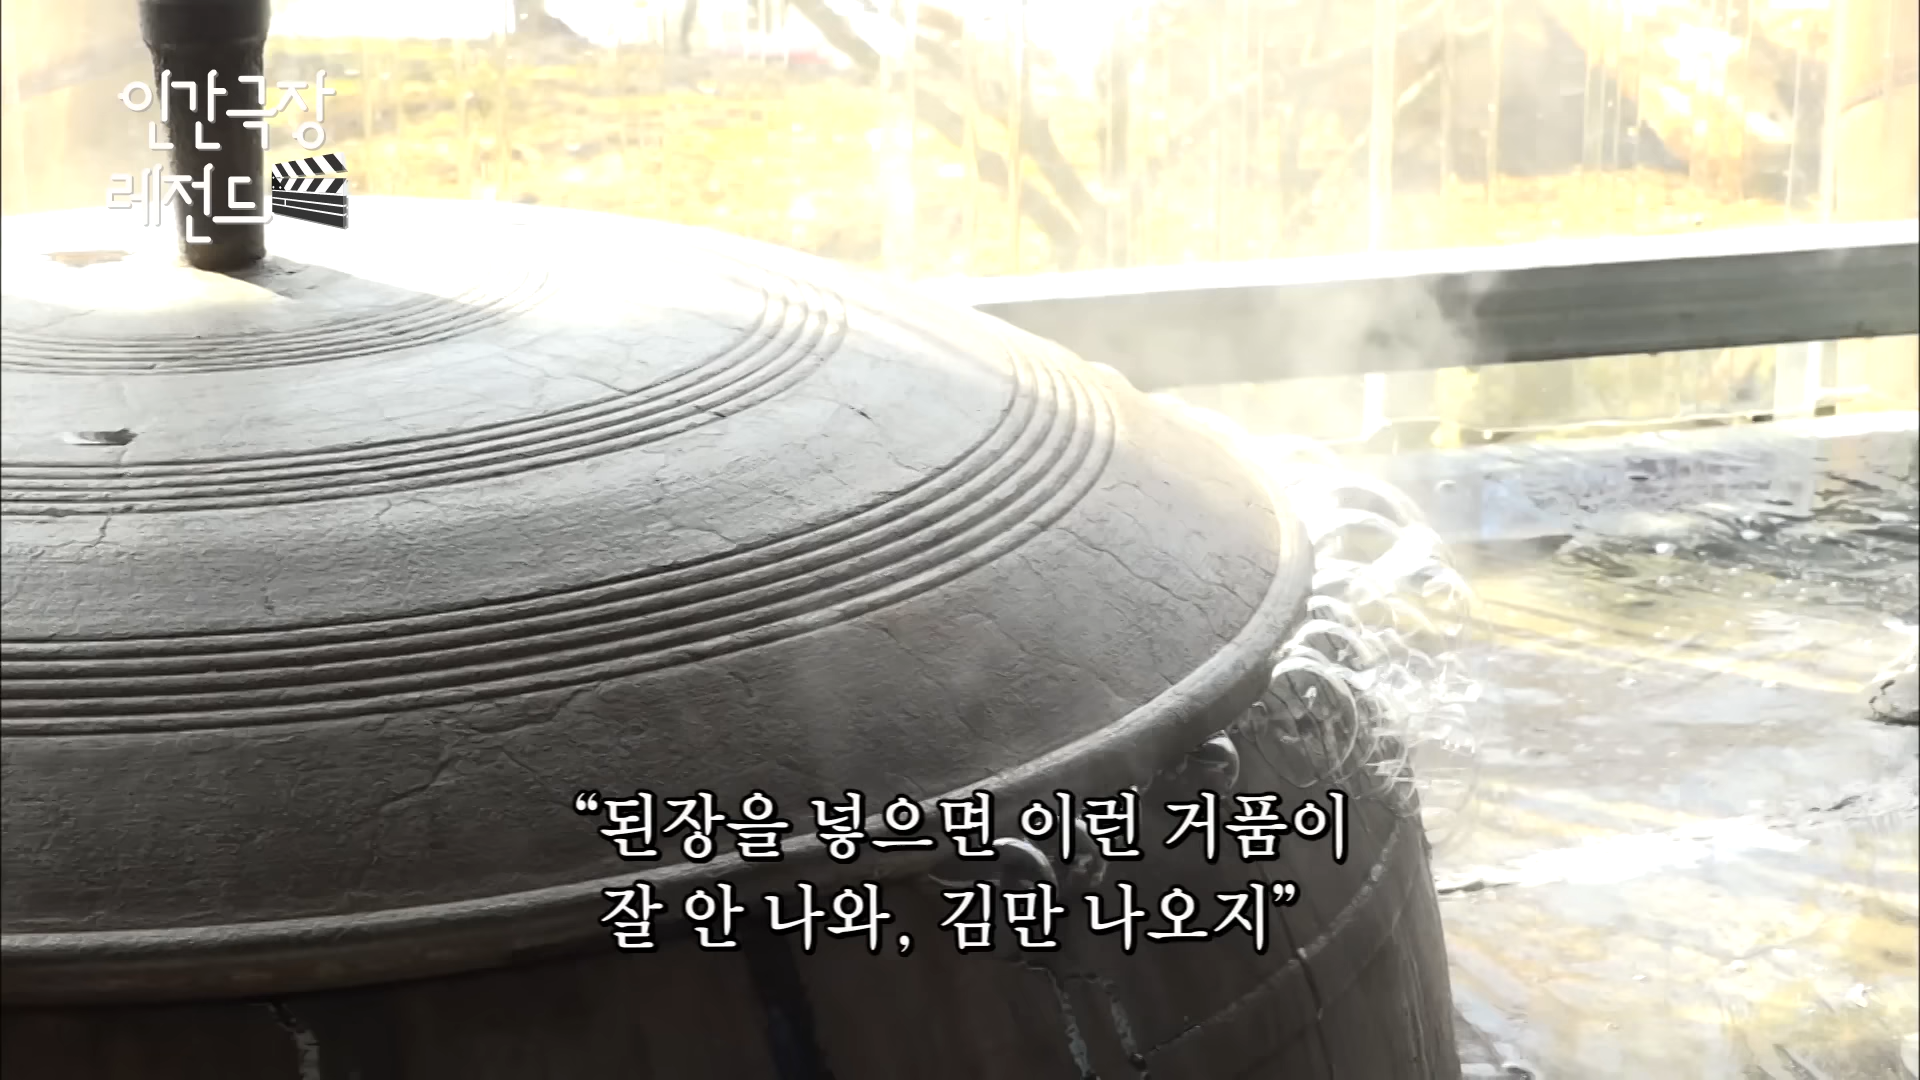 인간극장
레전드
“된장을 넣으면 이런 거품이
잘 안 나와, 김만 나오지”